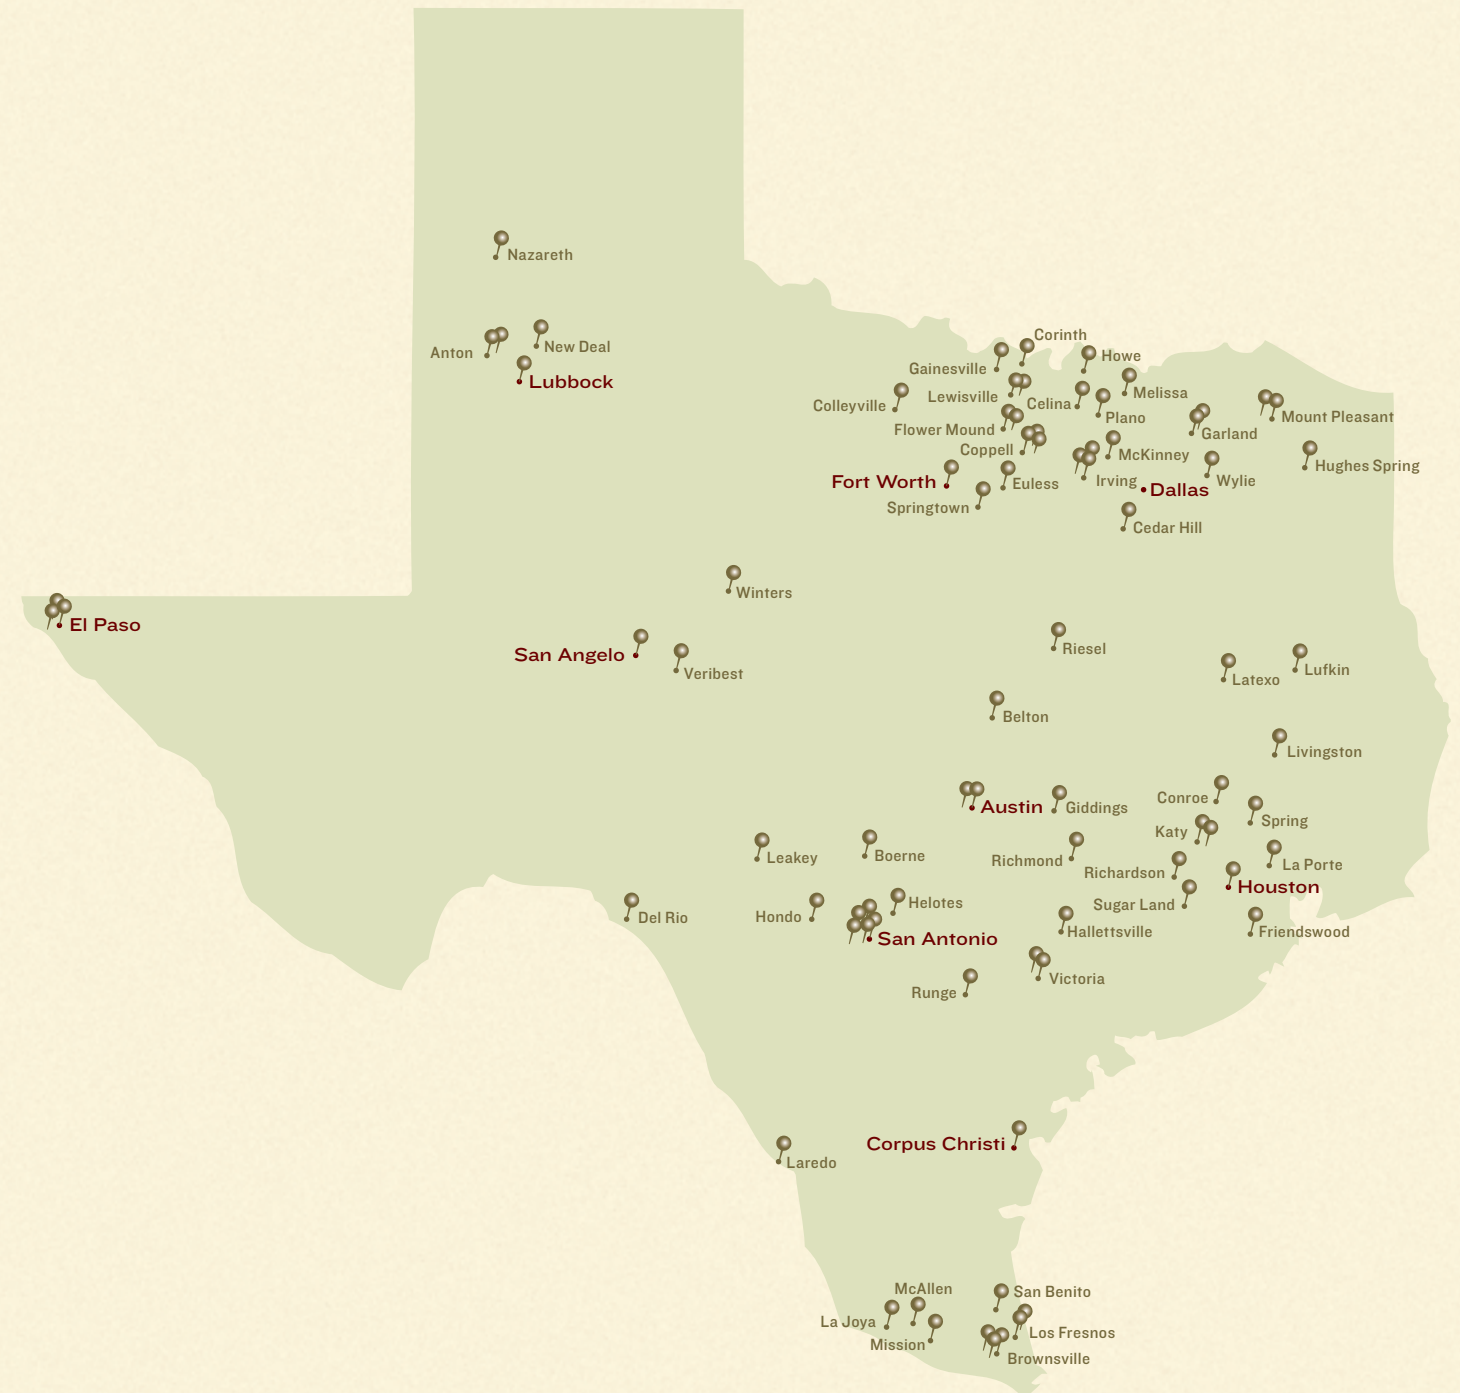 Nazareth
Corinth
New Deal
Anton
Howe
Gainesville
Lubbock
Melissa
Lewisville
Celina
Colleyville
Plano
Mount Pleasant
Flower Mound
Garland
Coppell
McKinney
Hughes Spring
Fort Worth
Euless
Irving
Wylie
Dallas
Springtown
Cedar Hill
Winters
El Paso
Riesel
San Angelo
Veribest
Lufkin
Latexo
Belton
Livingston
Conroe
Austin
Giddings
Spring
Katy
Leakey
Boerne
Richmond
La Porte
Richardson
Houston
Helotes
Sugar Land
Del Rio
Hondo
Hallettsville
Friendswood
San Antonio
Victoria
Runge
Corpus Christi
Laredo
McAllen
San Benito
La Joya
Los Fresnos
Mission
Brownsville